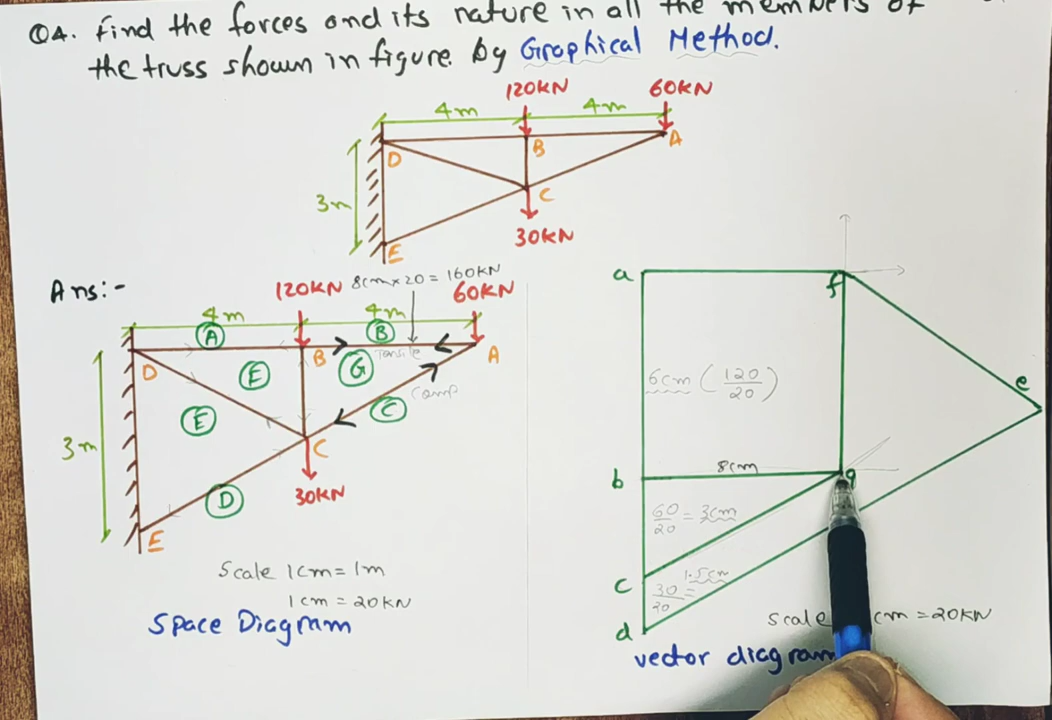 Q4. Find the forces and its nature in all the members of
the truss shown in figure by Graphical Method.
120KN
60KN
4m
4m
D
B
A
3m
C
30KN
E
Ans:-
120KN
8cm×20 = 160KN
60KN
4m
4m
A
B
D
B
Tensile
A
E
G
Comp
E
C
3m
C
D
30KN
E
Scale 1cm = 1m
1cm = 20KN
Space Diagram
a
f
6cm (120/20)
e
b
8cm
g
60/20 = 3cm
c
30/20 = 1.5cm
d
scale
cm = 20KN
vector diagram